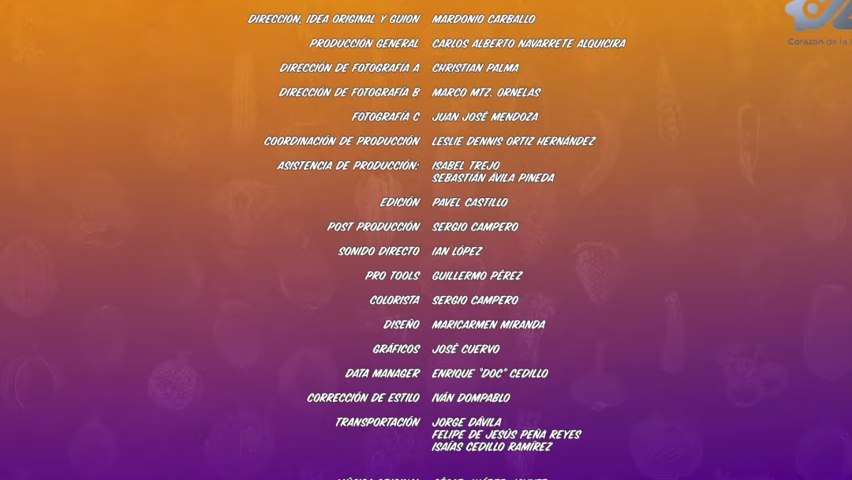 DIRECCIÓN, IDEA ORIGINAL Y GUION MARDONIO CARBALLO
Corazón de la
PRODUCCIÓN GENERAL CARLOS ALBERTO NAVARRETE ALQUICIRA
DIRECCIÓN DE FOTOGRAFÍA A CHRISTIAN PALMA
DIRECCIÓN DE FOTOGRAFÍA B MARCO MTZ. ORNELAS
FOTOGRAFÍA C JUAN JOSÉ MENDOZA
COORDINACIÓN DE PRODUCCIÓN LESLIE DENNIS ORTIZ HERNÁNDEZ
ASISTENCIA DE PRODUCCIÓN: ISABEL TREJO
SEBASTIÁN ÁVILA PINEDA
EDICIÓN PAVEL CASTILLO
POST PRODUCCIÓN SERGIO CAMPERO
SONIDO DIRECTO IAN LÓPEZ
PRO TOOLS GUILLERMO PÉREZ
COLORISTA SERGIO CAMPERO
DISEÑO MARICARMEN MIRANDA
GRÁFICOS JOSÉ CUERVO
DATA MANAGER ENRIQUE "DOC" CEDILLO
CORRECCIÓN DE ESTILO IVÁN DOMPABLO
TRANSPORTACIÓN JORGE DÁVILA
FELIPE DE JESÚS PEÑA REYES
ISAÍAS CEDILLO RAMÍREZ